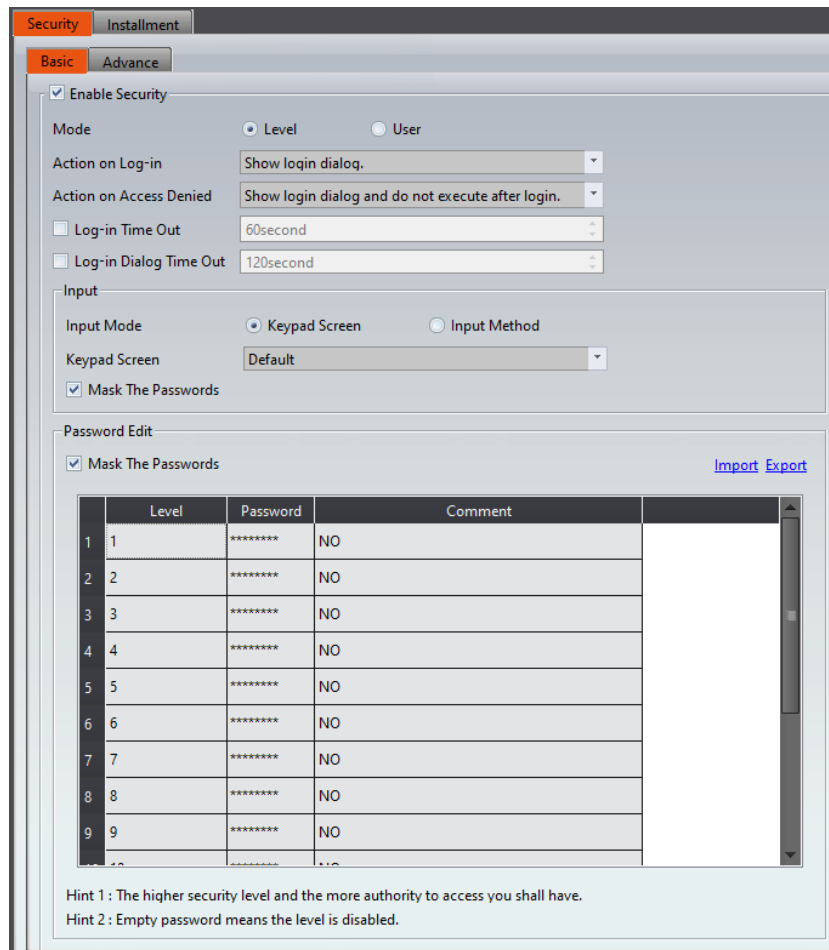 Security Installment
Basic Advance
Enable Security
Mode Level User
Action on Log-in Show login dialog.
Action on Access Denied Show login dialog and do not execute after login.
Log-in Time Out 60second
Log-in Dialog Time Out 120second
Input
Input Mode Keypad Screen Input Method
Keypad Screen Default
Mask The Passwords
Password Edit
Mask The Passwords Import Export
Level Password Comment
1 1 ******** NO
2 2 ******** NO
3 3 ******** NO
4 4 ******** NO
5 5 ******** NO
6 6 ******** NO
7 7 ******** NO
8 8 ******** NO
9 9 ******** NO
Hint 1 : The higher security level and the more authority to access you shall have.
Hint 2 : Empty password means the level is disabled.